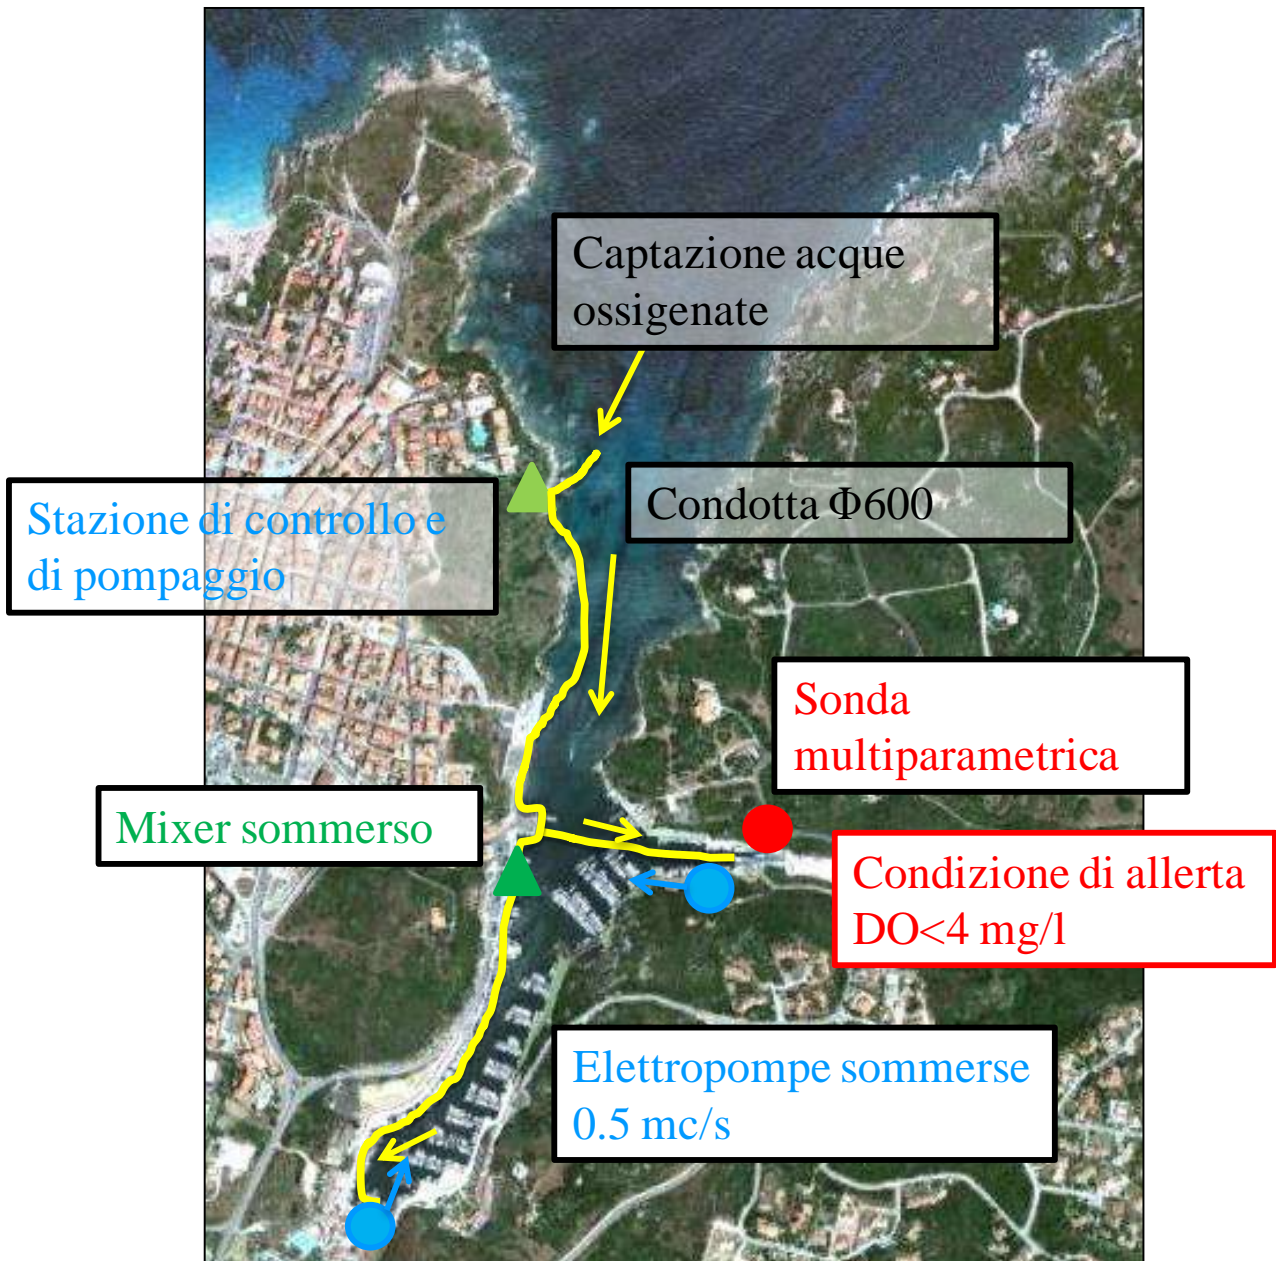 Captazione acque
ossigenate
Condotta Φ600
Stazione di controllo e
di pompaggio
Sonda
multiparametrica
Mixer sommerso
Condizione di allerta
DO<4 mg/l
Elettropompe sommerse
0.5 mc/s